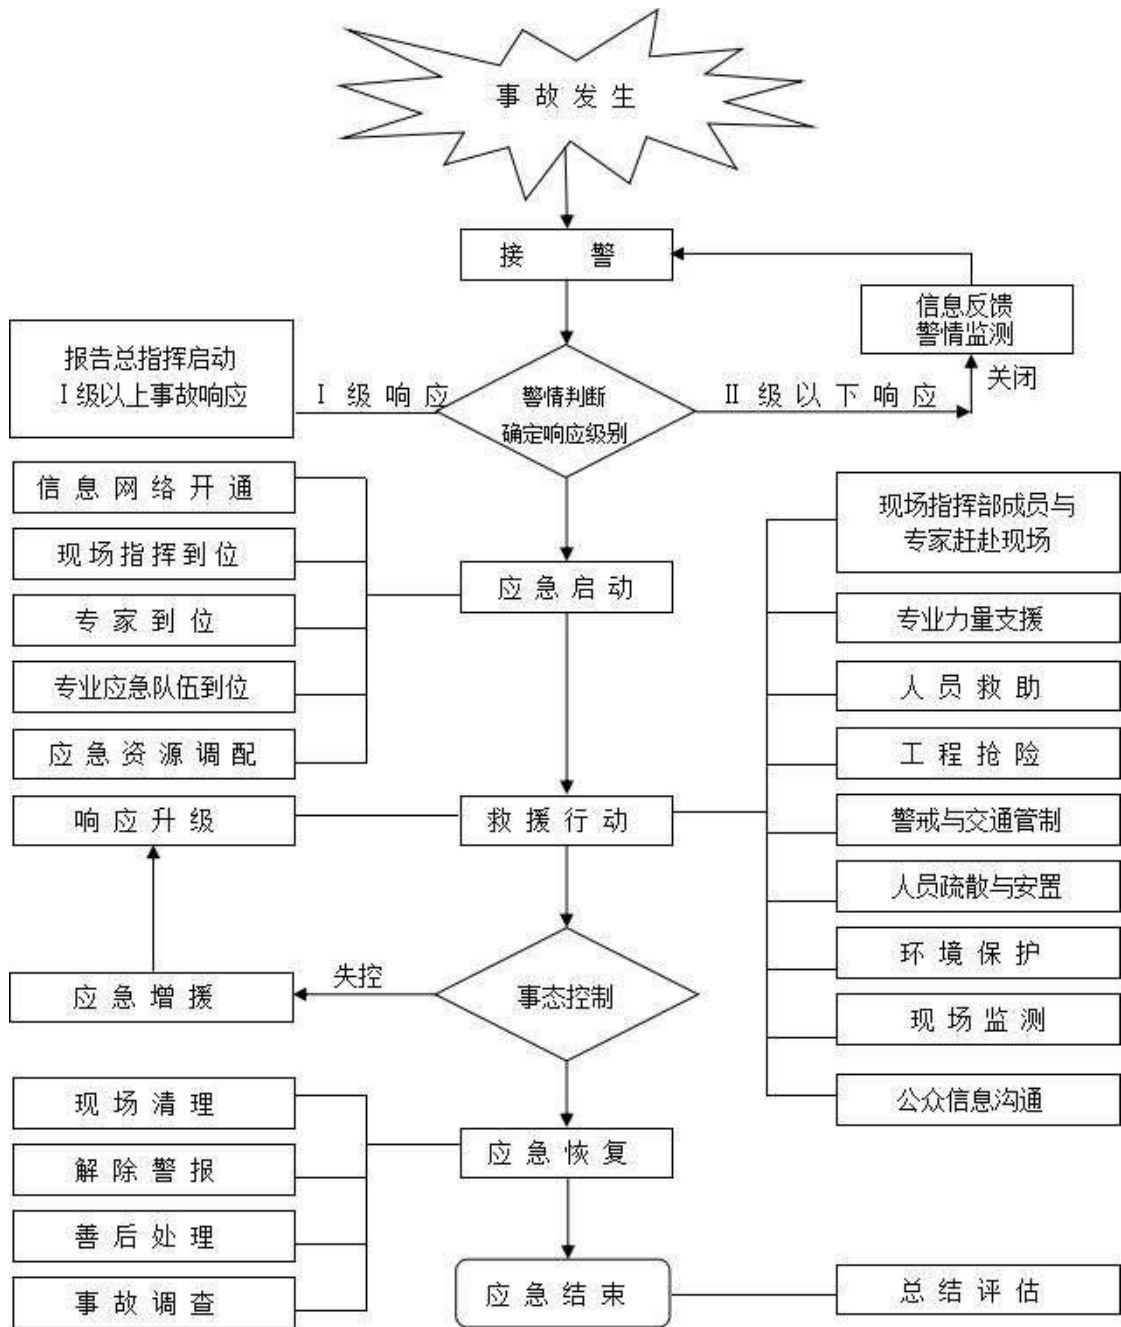 事故发生
接警
信息反馈
警情监测
关闭
报告总指挥启动
Ⅰ级以上事故响应
Ⅰ级响应
警情判断
确定响应级别
Ⅱ级以下响应
信息网络开通
现场指挥到位
专家到位
专业应急队伍到位
应急资源调配
应急启动
现场指挥部成员与
专家赶赴现场
专业力量支援
人员救助
工程抢险
警戒与交通管制
人员疏散与安置
环境保护
现场监测
公众信息沟通
响应升级
救援行动
应急增援
失控
事态控制
现场清理
解除警报
善后处理
事故调查
应急恢复
应急结束
总结评估